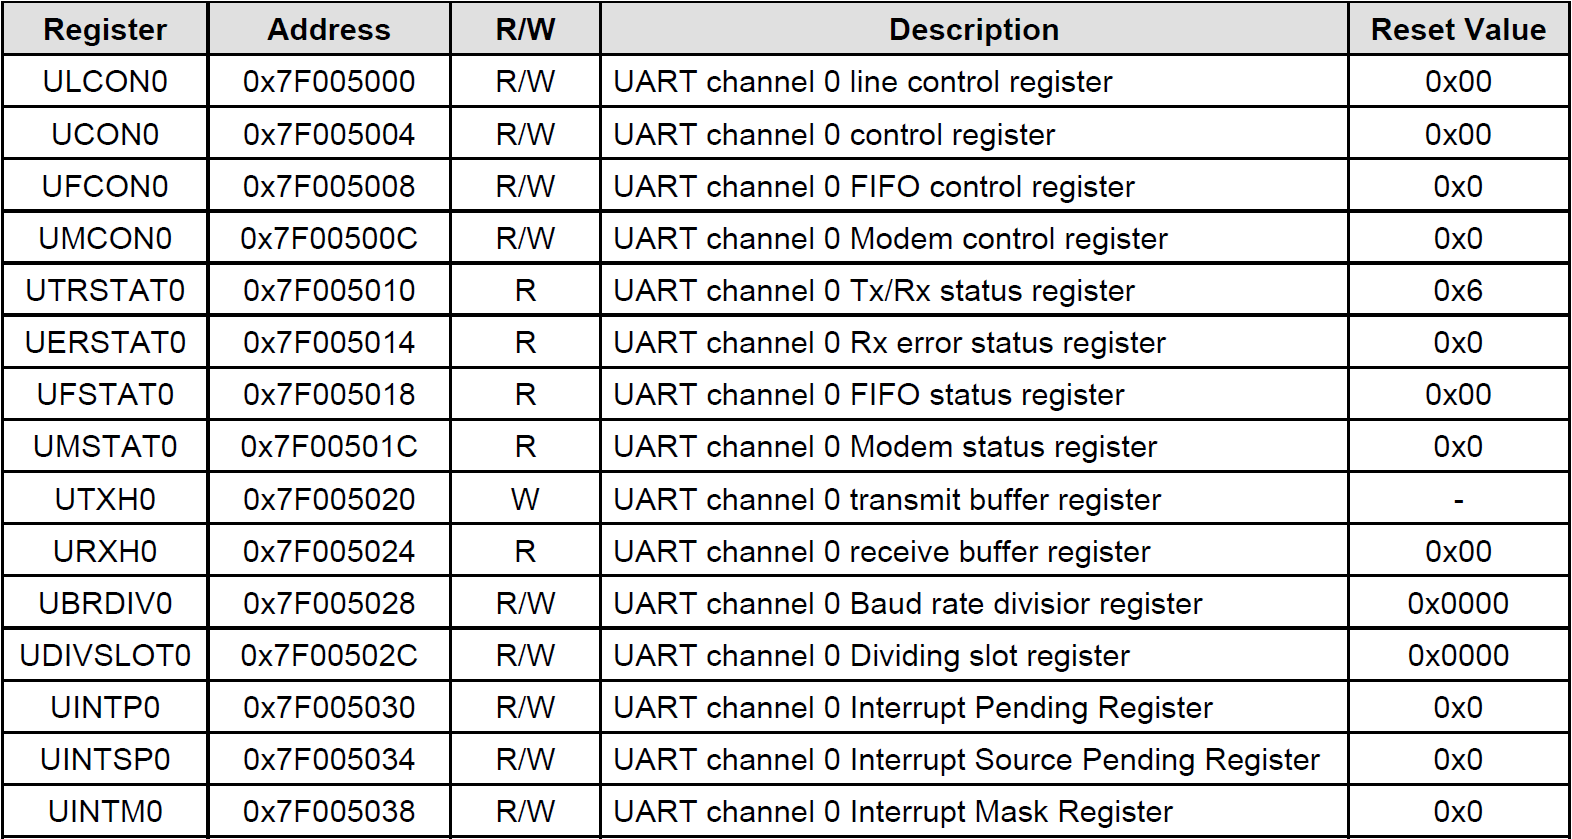 Register Address R/W Description Reset Value
ULCON0 0x7F005000 R/W UART channel 0 line control register 0x00
UCON0 0x7F005004 R/W UART channel 0 control register 0x00
UFCON0 0x7F005008 R/W UART channel 0 FIFO control register 0x0
UMCON0 0x7F00500C R/W UART channel 0 Modem control register 0x0
UTRSTAT0 0x7F005010 R UART channel 0 Tx/Rx status register 0x6
UERSTAT0 0x7F005014 R UART channel 0 Rx error status register 0x0
UFSTAT0 0x7F005018 R UART channel 0 FIFO status register 0x00
UMSTAT0 0x7F00501C R UART channel 0 Modem status register 0x0
UTXH0 0x7F005020 W UART channel 0 transmit buffer register -
URXH0 0x7F005024 R UART channel 0 receive buffer register 0x00
UBRDIV0 0x7F005028 R/W UART channel 0 Baud rate divisior register 0x0000
UDIVSLOT0 0x7F00502C R/W UART channel 0 Dividing slot register 0x0000
UINTP0 0x7F005030 R/W UART channel 0 Interrupt Pending Register 0x0
UINTSP0 0x7F005034 R/W UART channel 0 Interrupt Source Pending Register 0x0
UINTM0 0x7F005038 R/W UART channel 0 Interrupt Mask Register 0x0